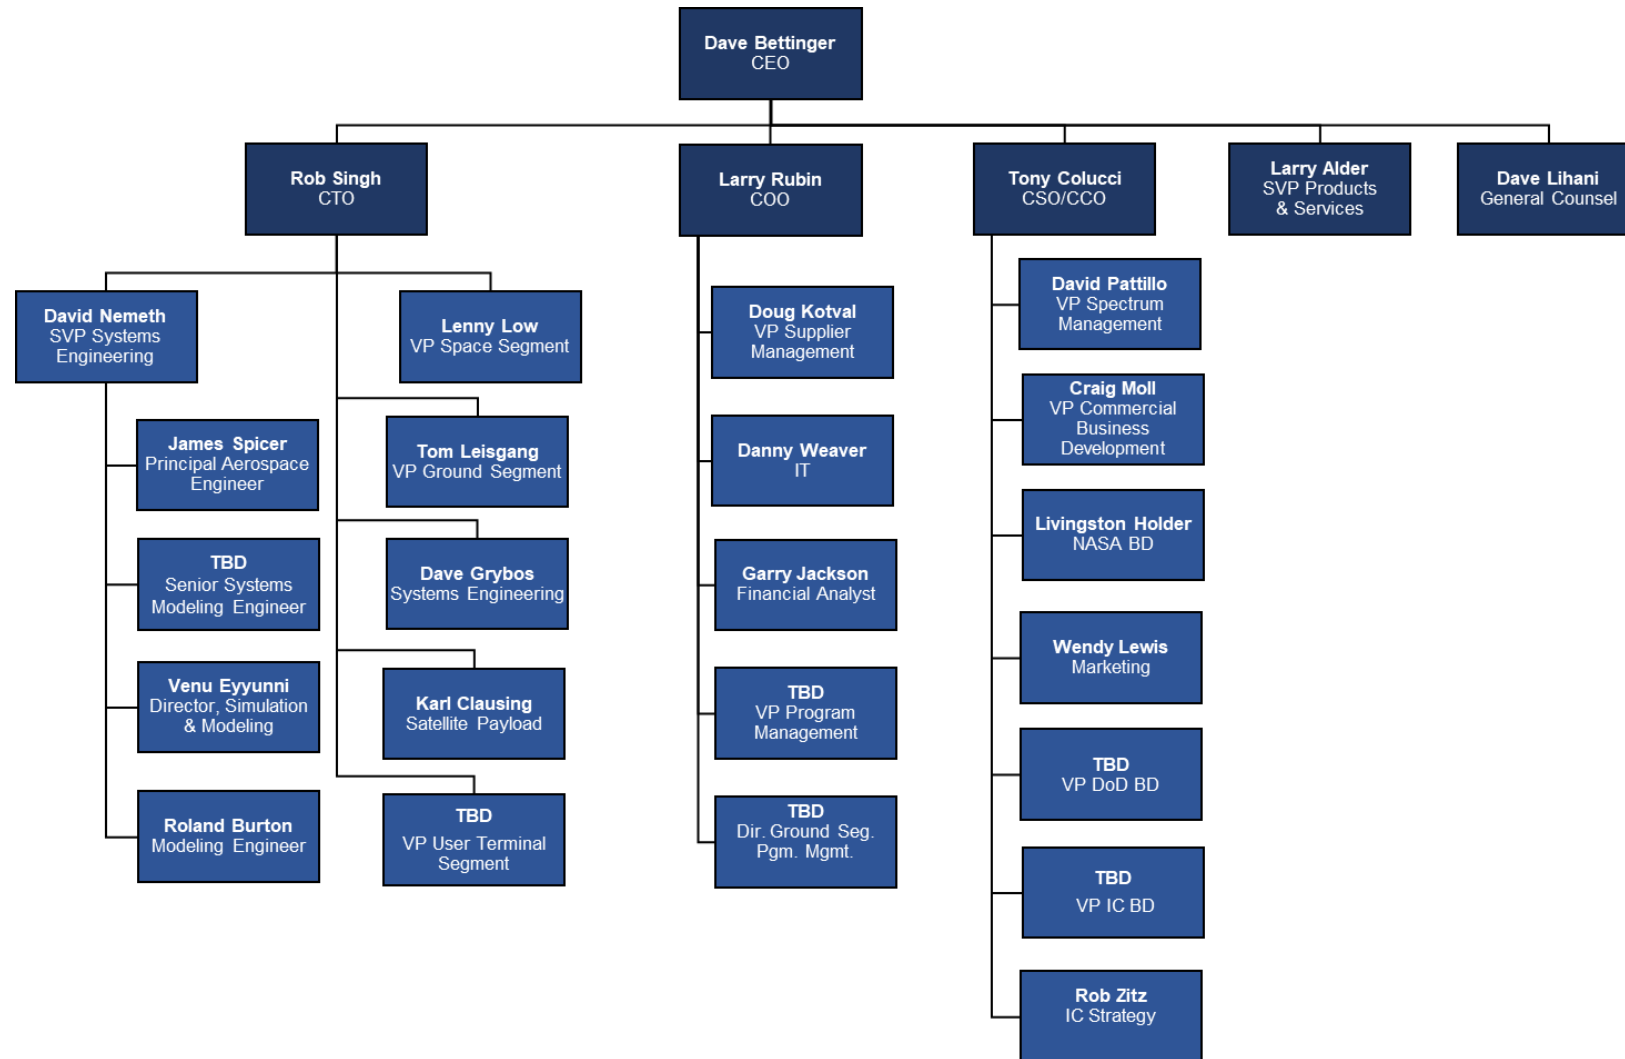 Dave Bettinger
CEO
Rob Singh
CTO
Larry Rubin
COO
Tony Colucci
CSO/CCO
Larry Alder
SVP Products
& Services
Dave Lihani
General Counsel
David Nemeth
SVP Systems
Engineering
James Spicer
Principal Aerospace
Engineer
TBD
Senior Systems
Modeling Engineer
Venu Eyyunni
Director, Simulation
& Modeling
Roland Burton
Modeling Engineer
Lenny Low
VP Space Segment
Tom Leisgang
VP Ground Segment
Dave Grybos
Systems Engineering
Karl Clausing
Satellite Payload
TBD
VP User Terminal
Segment
Doug Kotval
VP Supplier
Management
Danny Weaver
IT
Garry Jackson
Financial Analyst
TBD
VP Program
Management
TBD
Dir. Ground Seg.
Pgm. Mgmt.
David Pattillo
VP Spectrum
Management
Craig Moll
VP Commercial
Business
Development
Livingston Holder
NASA BD
Wendy Lewis
Marketing
TBD
VP DoD BD
TBD
VP IC BD
Rob Zitz
IC Strategy